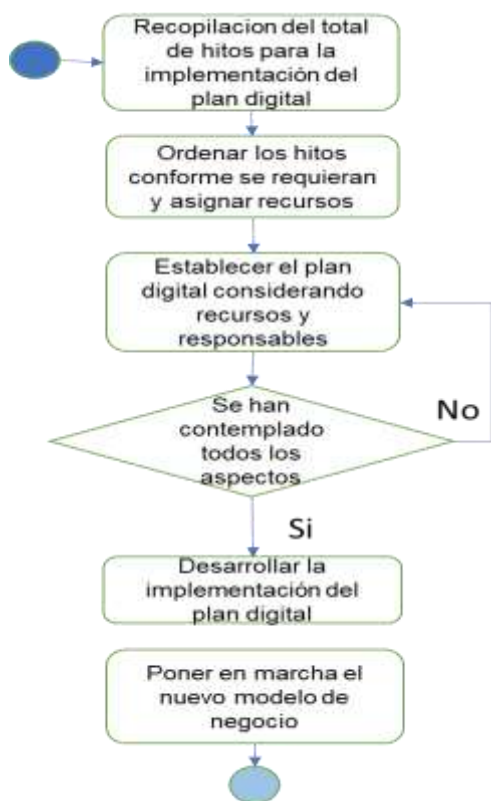 Recopilacion del total
de hitos para la
implementación del
plan digital
Ordenar los hitos
conforme se requieran
y asignar recursos
Establecer el plan
digital considerando
recursos y
responsables
Se han
contemplado
todos los
aspectos
No
Si
Desarrollar la
implementación del
plan digital
Poner en marcha el
nuevo modelo de
negocio